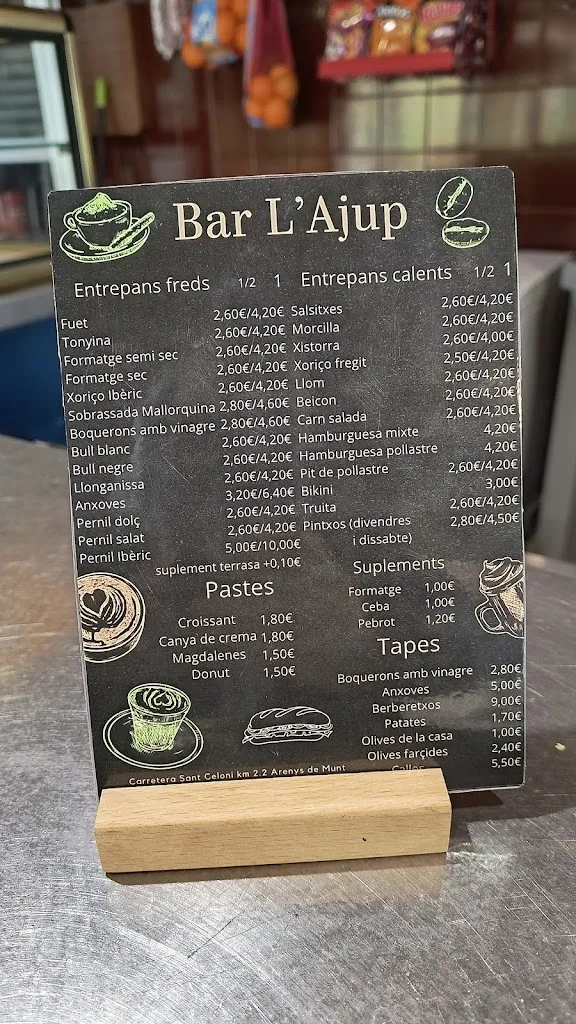 Bar L'Ajup
Entrepans freds 1/2 1
Fuet 2,60€/4,20€
Tonyina 2,60€/4,20€
Formatge semi sec 2,60€/4,20€
Formatge sec 2,60€/4,20€
Xoriço Ibèric 2,60€/4,20€
Sobrassada Mallorquina 2,80€/4,60€
Boquerons amb vinagre 2,80€/4,60€
Bull blanc 2,60€/4,20€
Bull negre 2,60€/4,20€
Llonganissa 2,60€/4,20€
Anxoves 3,20€/6,40€
Pernil dolç 2,60€/4,20€
Pernil salat 2,60€/4,20€
Pernil Ibèric 5,00€/10,00€
suplement terrasa +0,10€
Pastes
Croissant 1,80€
Canya de crema 1,80€
Magdalenes 1,50€
Donut 1,50€
Entrepans calents 1/2 1
Salsitxes 2,60€/4,20€
Morcilla 2,60€/4,20€
Xistorra 2,60€/4,00€
Xoriço fregit 2,50€/4,20€
Llom 2,60€/4,20€
Beicon 2,60€/4,20€
Carn salada 2,60€/4,20€
Hamburguesa mixte 4,20€
Hamburguesa pollastre 4,20€
Pit de pollastre 2,60€/4,20€
Bikini 3,00€
Truita 2,60€/4,20€
Pintxos (divendres 2,80€/4,50€
i dissabte)
Suplements
Formatge 1,00€
Ceba 1,00€
Pebrot 1,20€
Tapes
Boquerons amb vinagre 2,80€
Anxoves 5,00€
Berberetxos 9,00€
Patates 1,70€
Olives de la casa 1,00€
Olives farçides 2,40€
Callos 5,50€
Carretera Sant Celoni km 2.2 Arenys de Munt